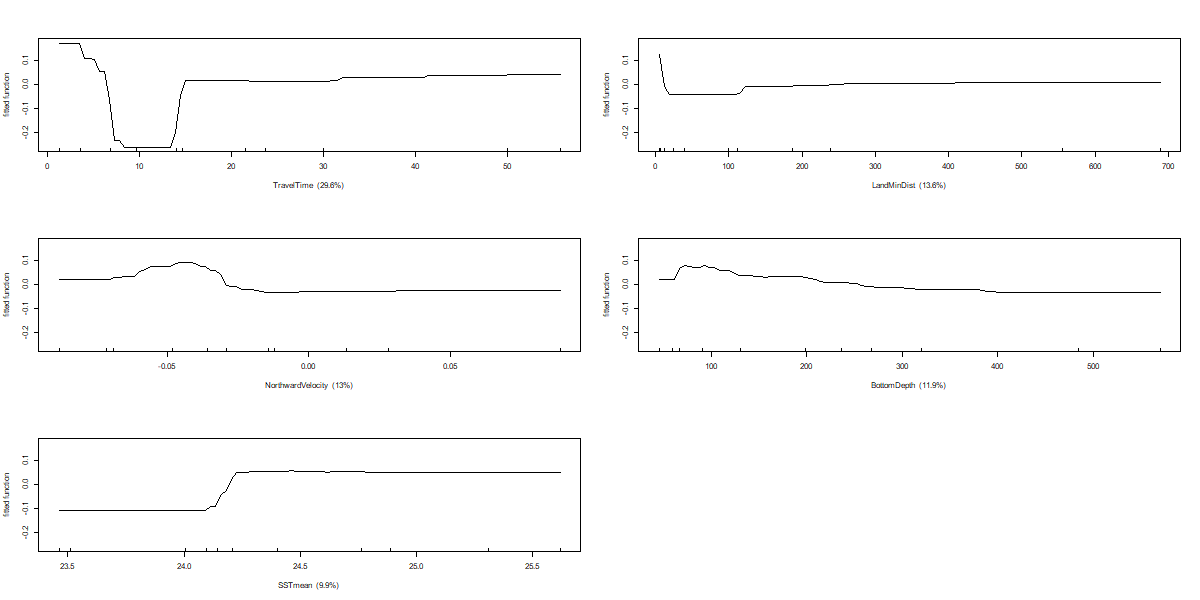 fitted function
0.1
0.0
-0.1
-0.2
0 10 20 30 40 50
TravelTime (29.6%)
fitted function
0.1
0.0
-0.1
-0.2
0 100 200 300 400 500 600 700
LandMinDist (13.6%)
fitted function
0.1
0.0
-0.1
-0.2
-0.05 0.00 0.05
NorthwardVelocity (13%)
fitted function
0.1
0.0
-0.1
-0.2
100 200 300 400 500
BottomDepth (11.9%)
fitted function
0.1
0.0
-0.1
-0.2
23.5 24.0 24.5 25.0 25.5
SSTmean (9.9%)